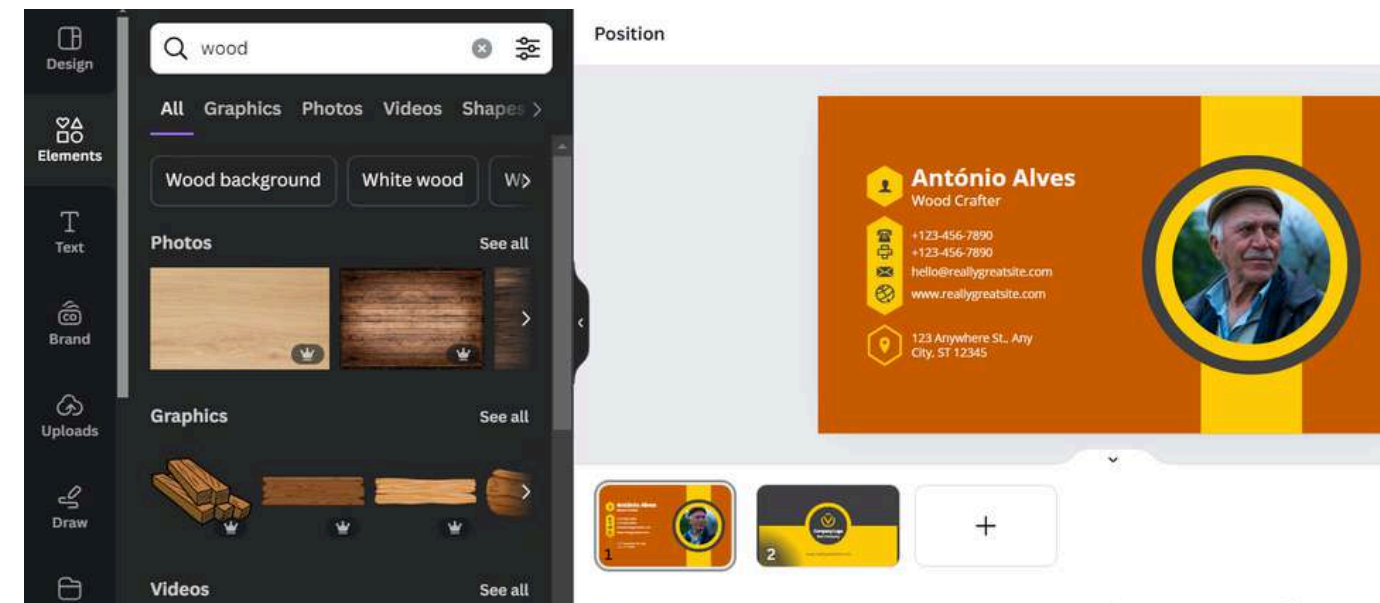 Design
Elements
Text
Brand
Uploads
Draw
wood
All Graphics Photos Videos Shapes
Wood background White wood
Photos See all
Graphics See all
Videos See all
Position
António Alves
Wood Crafter
+123-456-7890
+123-456-7890
hello@reallygreatsite.com
www.reallygreatsite.com
123 Anywhere St., Any
City, ST 12345
1
2
Company Logo